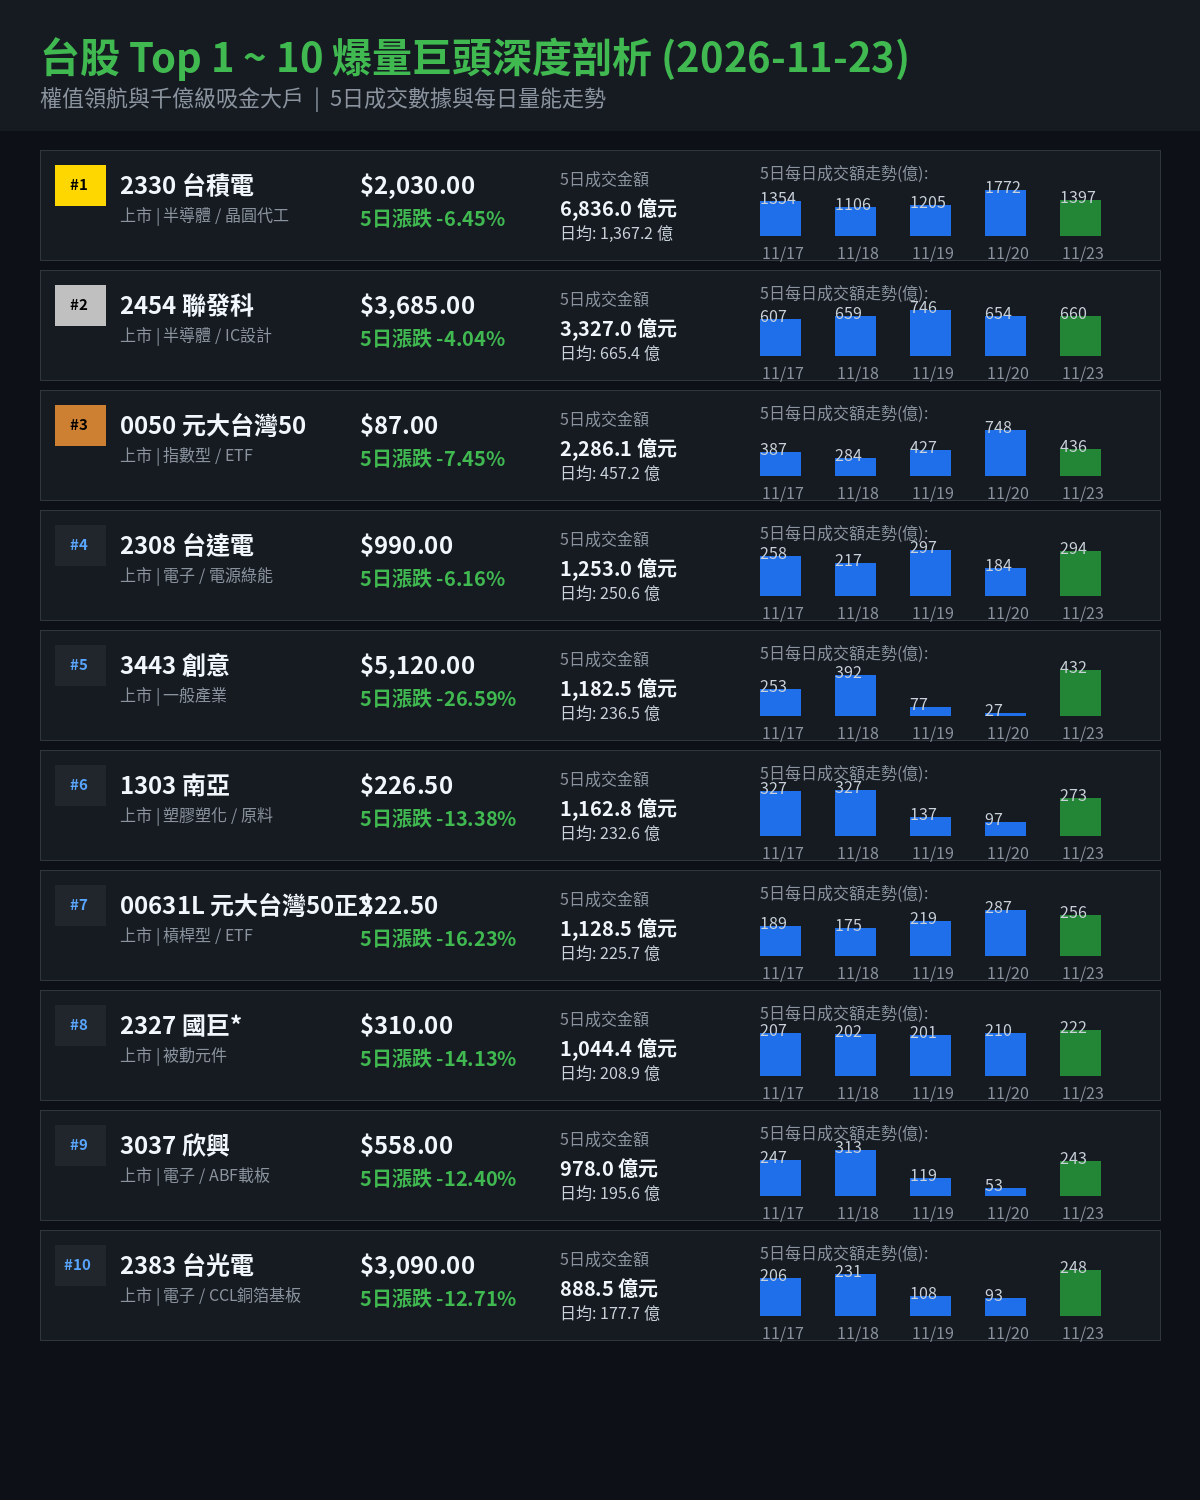 台股 Top 1 ~ 10 爆量巨頭深度剖析 (2026-11-23)
權值領航與千億級吸金大戶 | 5日成交數據與每日量能走勢
#1
2330 台積電
上市 | 半導體 / 晶圓代工
$2,030.00
5日漲跌 -6.45%
5日成交金額
6,836.0 億元
日均: 1,367.2 億
5日每日成交額走勢(億):
1354 1106 1205 1772 1397
11/17 11/18 11/19 11/20 11/23
#2
2454 聯發科
上市 | 半導體 / IC設計
$3,685.00
5日漲跌 -4.04%
5日成交金額
3,327.0 億元
日均: 665.4 億
5日每日成交額走勢(億):
607 659 746 654 660
11/17 11/18 11/19 11/20 11/23
#3
0050 元大台灣50
上市 | 指數型 / ETF
$87.00
5日漲跌 -7.45%
5日成交金額
2,286.1 億元
日均: 457.2 億
5日每日成交額走勢(億):
387 284 427 748 436
11/17 11/18 11/19 11/20 11/23
#4
2308 台達電
上市 | 電子 / 電源綠能
$990.00
5日漲跌 -6.16%
5日成交金額
1,253.0 億元
日均: 250.6 億
5日每日成交額走勢(億):
258 217 297 184 294
11/17 11/18 11/19 11/20 11/23
#5
3443 創意
上市 | 一般產業
$5,120.00
5日漲跌 -26.59%
5日成交金額
1,182.5 億元
日均: 236.5 億
5日每日成交額走勢(億):
253 392 77 27 432
11/17 11/18 11/19 11/20 11/23
#6
1303 南亞
上市 | 塑膠塑化 / 原料
$226.50
5日漲跌 -13.38%
5日成交金額
1,162.8 億元
日均: 232.6 億
5日每日成交額走勢(億):
327 327 137 97 273
11/17 11/18 11/19 11/20 11/23
#7
00631L 元大台灣50正2
上市 | 槓桿型 / ETF
$22.50
5日漲跌 -16.23%
5日成交金額
1,128.5 億元
日均: 225.7 億
5日每日成交額走勢(億):
189 175 219 287 256
11/17 11/18 11/19 11/20 11/23
#8
2327 國巨*
上市 | 被動元件
$310.00
5日漲跌 -14.13%
5日成交金額
1,044.4 億元
日均: 208.9 億
5日每日成交額走勢(億):
207 202 201 210 222
11/17 11/18 11/19 11/20 11/23
#9
3037 欣興
上市 | 電子 / ABF載板
$558.00
5日漲跌 -12.40%
5日成交金額
978.0 億元
日均: 195.6 億
5日每日成交額走勢(億):
247 313 119 53 243
11/17 11/18 11/19 11/20 11/23
#10
2383 台光電
上市 | 電子 / CCL銅箔基板
$3,090.00
5日漲跌 -12.71%
5日成交金額
888.5 億元
日均: 177.7 億
5日每日成交額走勢(億):
206 231 108 93 248
11/17 11/18 11/19 11/20 11/23